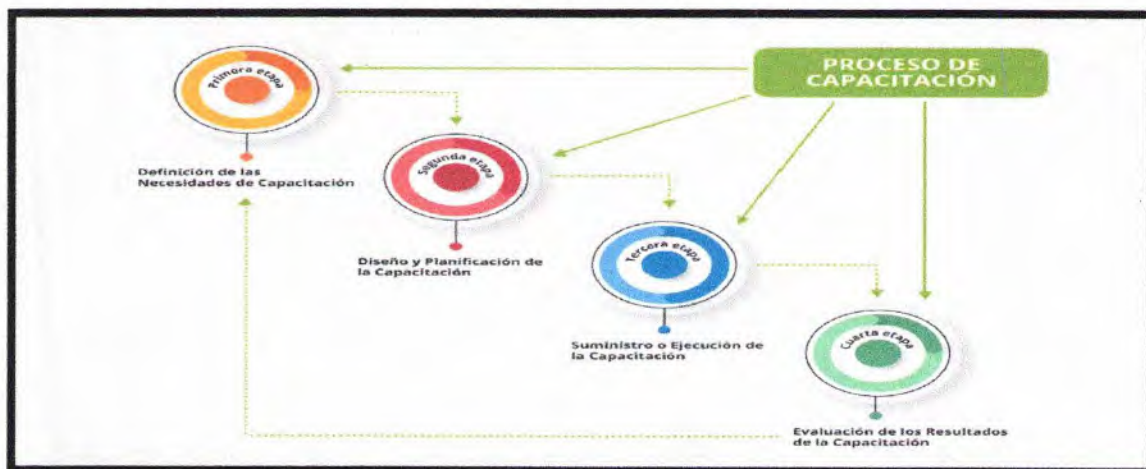 PROCESO DE
CAPACITACIÓN
Primera etapa
Definición de las
Necesidades de Capacitación
Segunda etapa
Diseño y Planificación de
la Capacitación
Tercera etapa
Suministro o Ejecución de
la Capacitación
Cuarta etapa
Evaluación de los Resultados
de la Capacitación